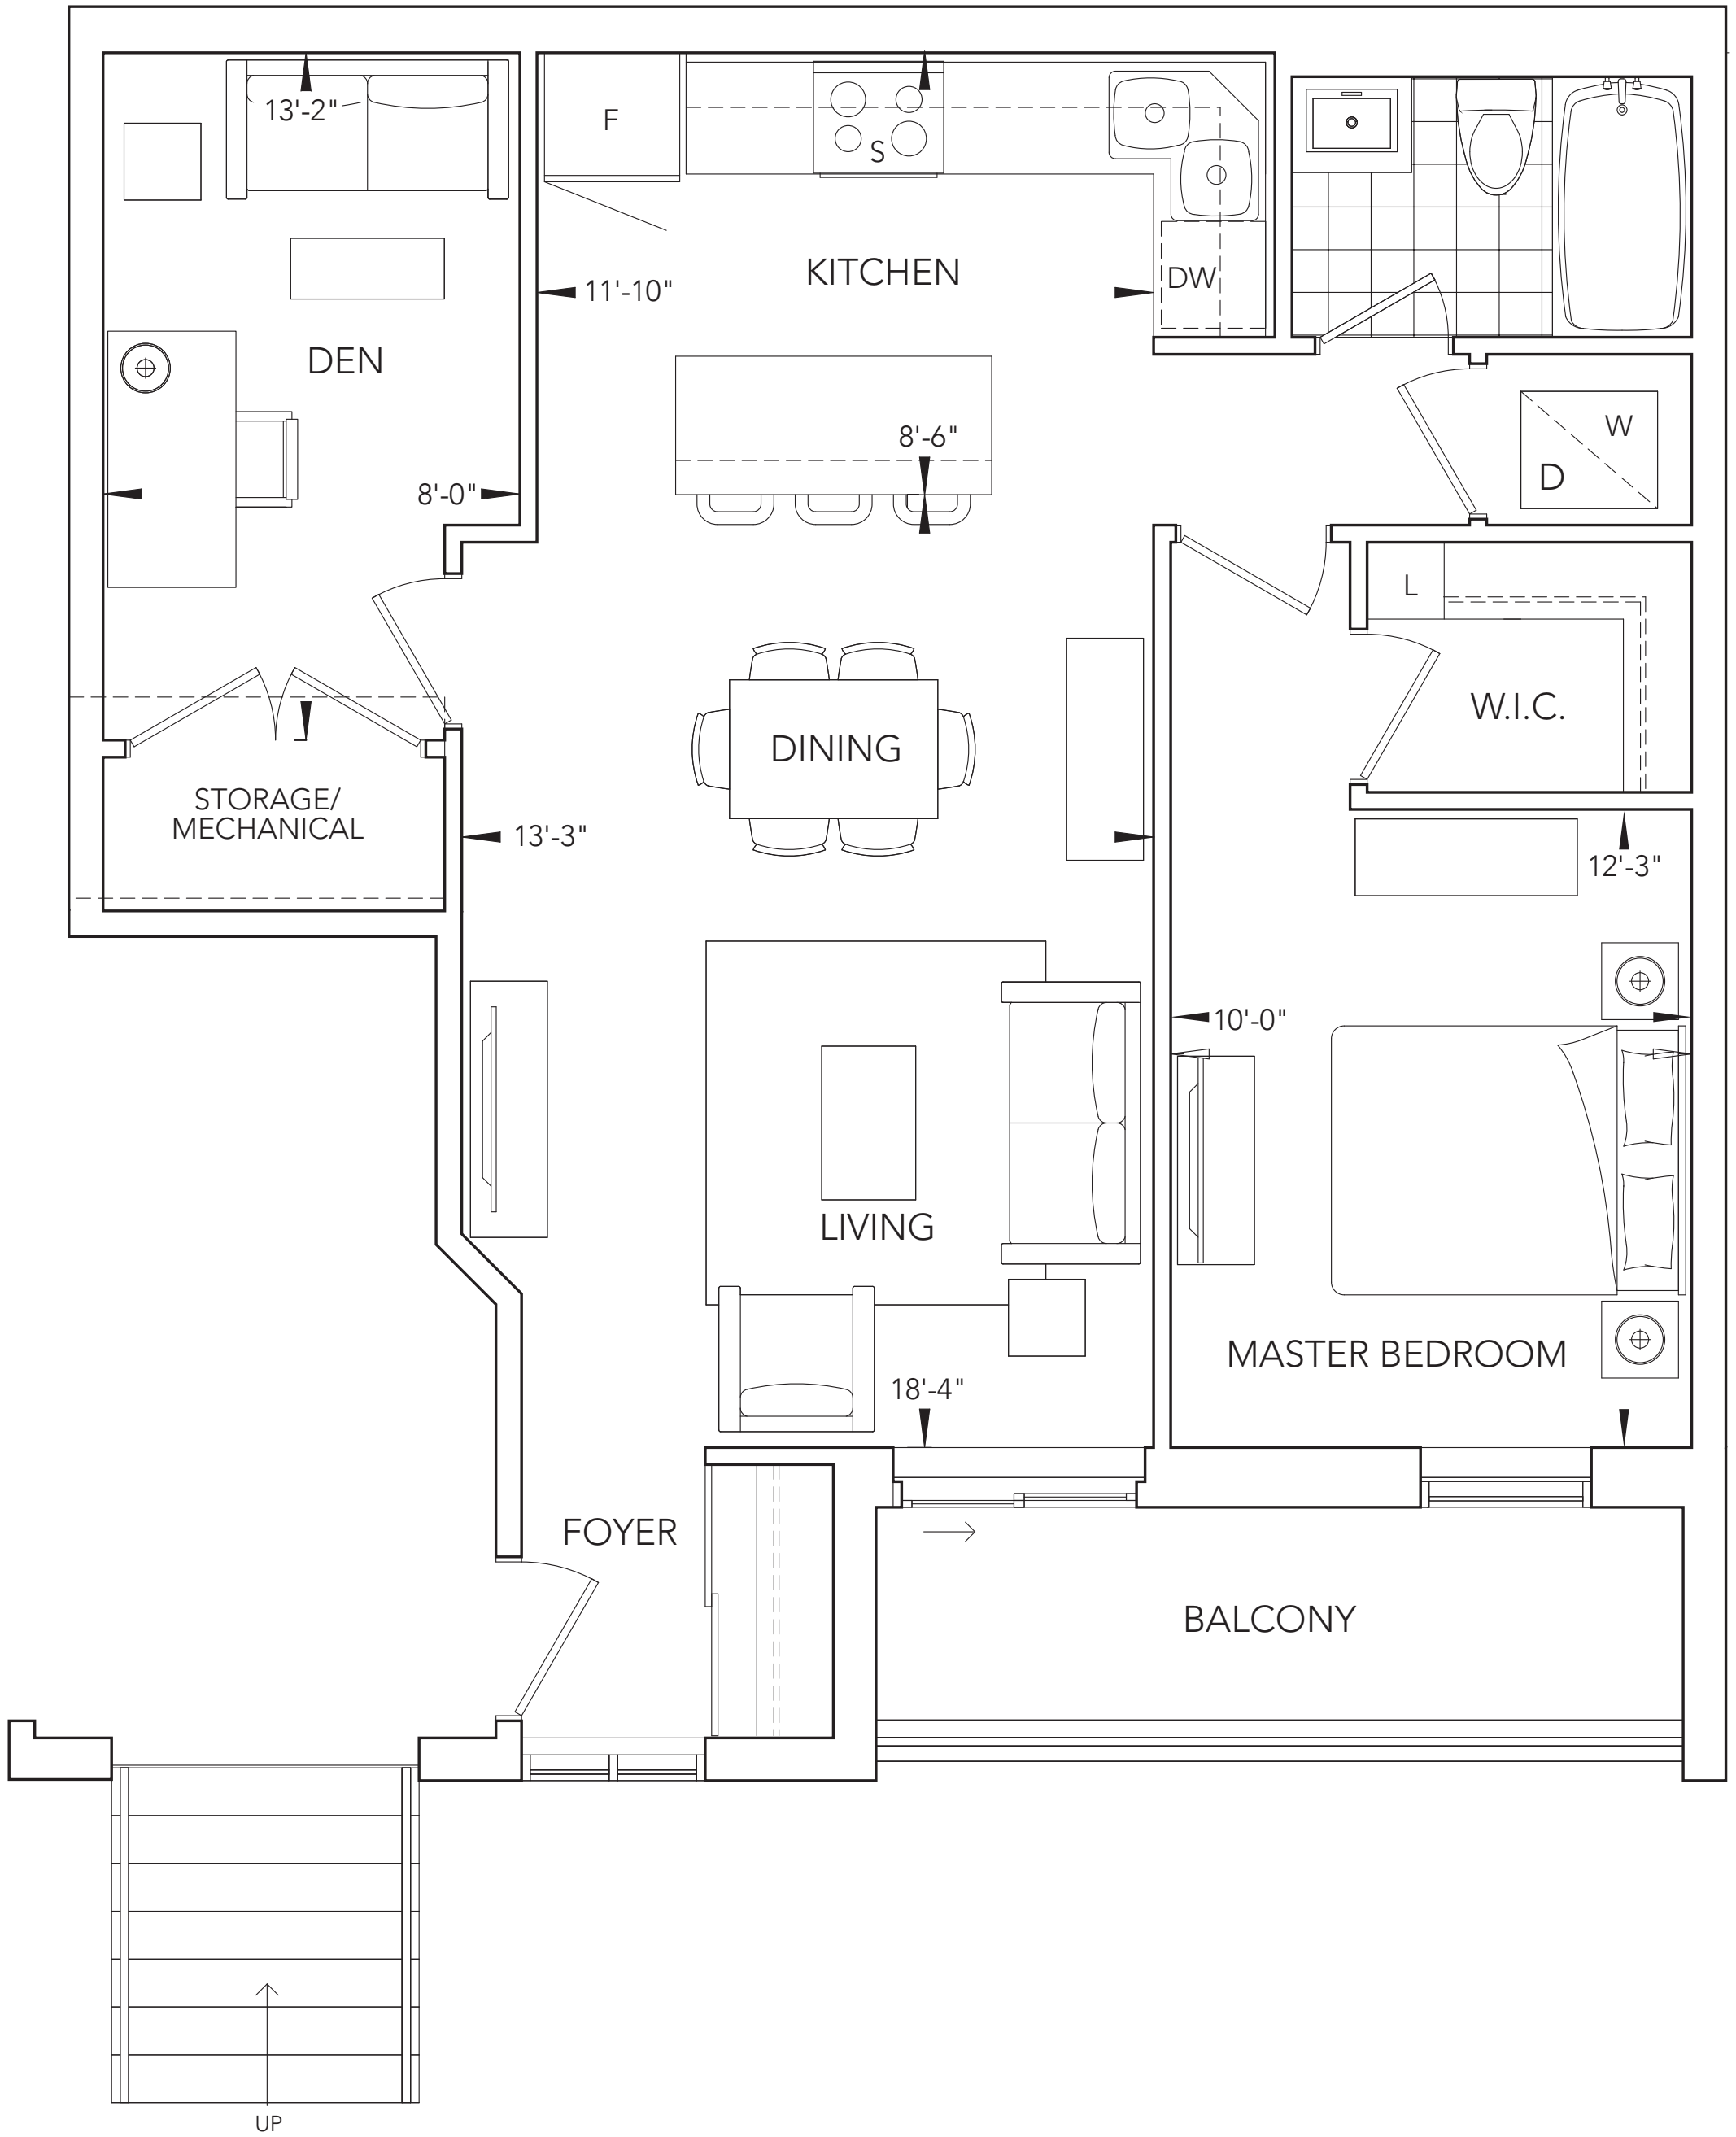 13'-2"
F
S
KITCHEN
11'-10"
DW
DEN
8'-6"
W
D
8'-0"
L
W.I.C.
DINING
STORAGE/
MECHANICAL
13'-3"
12'-3"
10'-0"
LIVING
MASTER BEDROOM
18'-4"
FOYER
BALCONY
UP